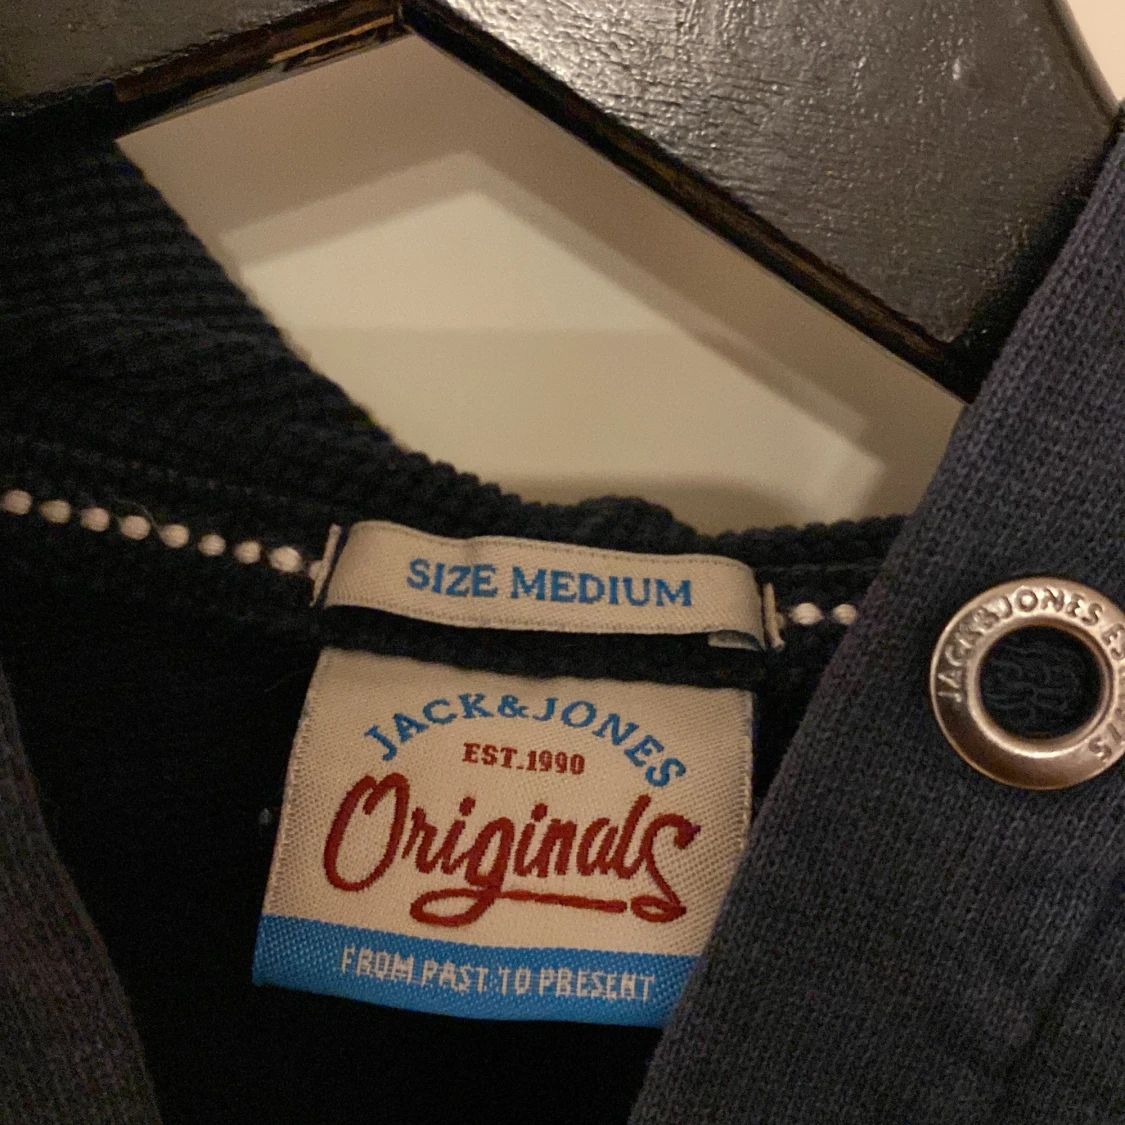 SIZE MEDIUM
JACK&JONES
EST.1990
Originals
FROM PAST TO PRESENT
JACK&JONES